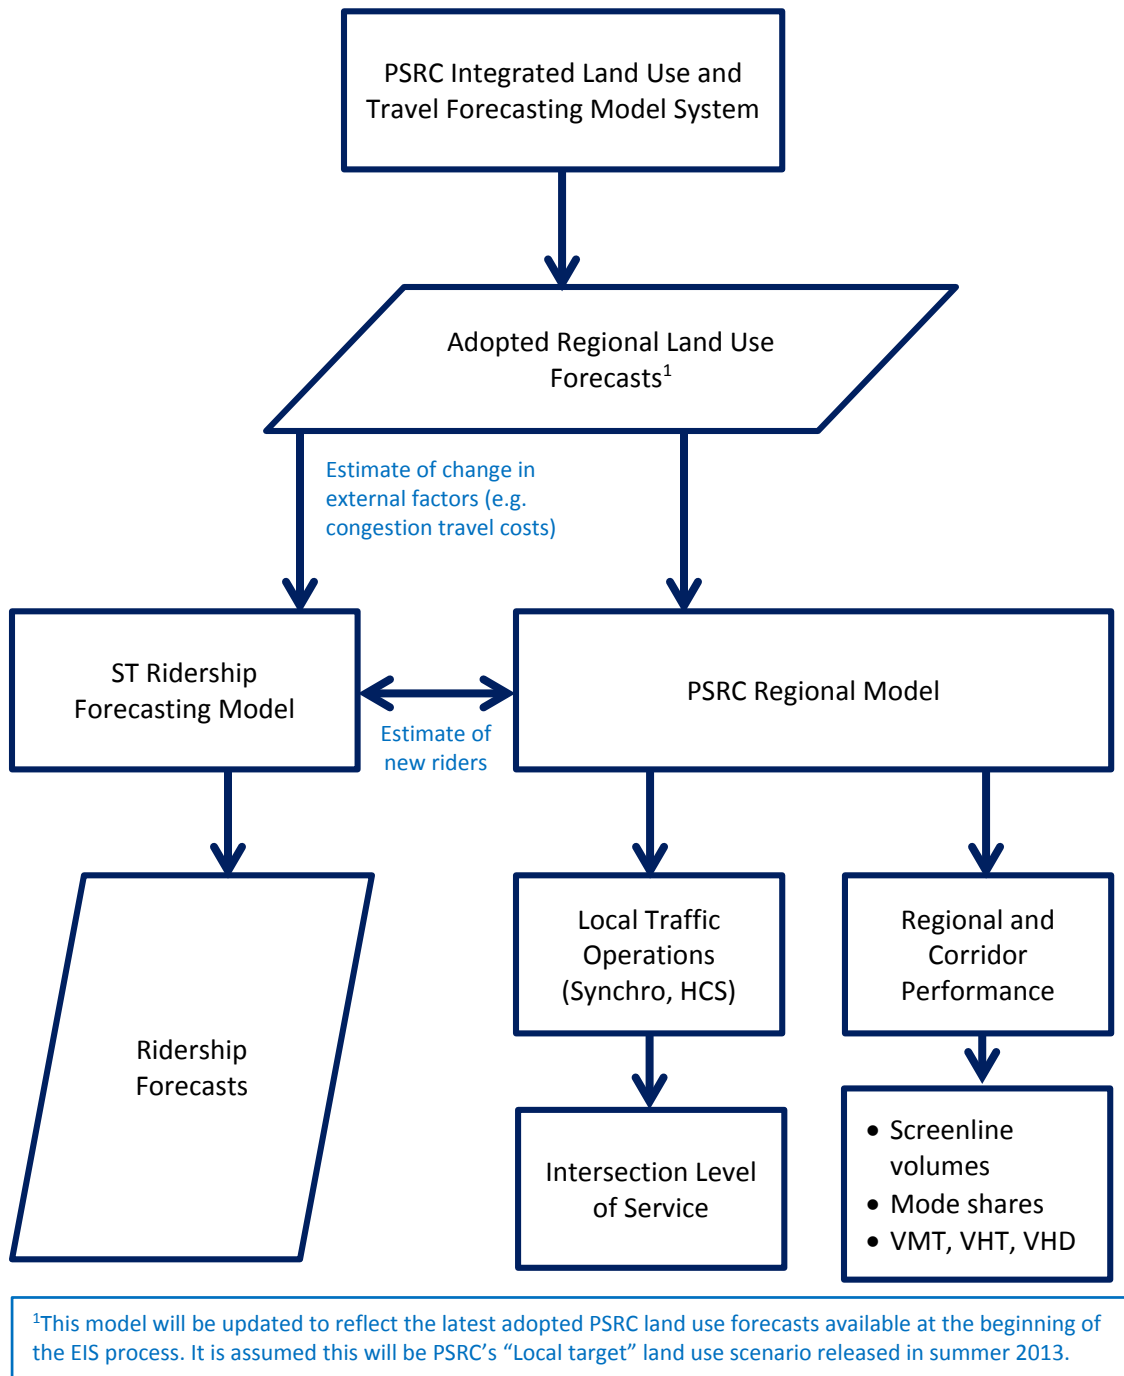 PSRC Integrated Land Use and
Travel Forecasting Model System
Adopted Regional Land Use
Forecasts¹
Estimate of change in
external factors (e.g.
congestion travel costs)
ST Ridership
Forecasting Model
Estimate of
new riders
PSRC Regional Model
Ridership
Forecasts
Local Traffic
Operations
(Synchro, HCS)
Regional and
Corridor
Performance
Intersection Level
of Service
• Screenline
volumes
• Mode shares
• VMT, VHT, VHD
¹This model will be updated to reflect the latest adopted PSRC land use forecasts available at the beginning of
the EIS process. It is assumed this will be PSRC’s “Local target” land use scenario released in summer 2013.